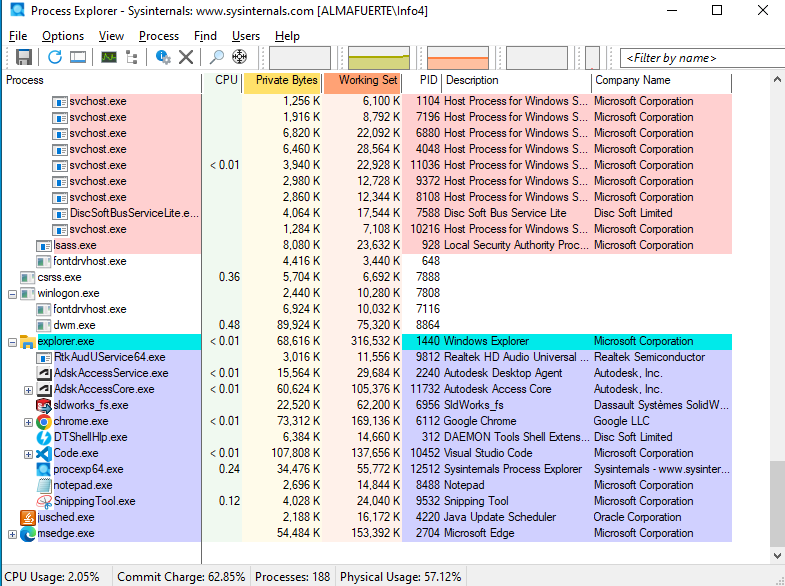 Process Explorer - Sysinternals: www.sysinternals.com [ALMAFUERTE\Info4]
File Options View Process Find Users Help
<Filter by name>
Process CPU Private Bytes Working Set PID Description Company Name
svchost.exe 1,256 K 6,100 K 1104 Host Process for Windows S... Microsoft Corporation
svchost.exe 1,916 K 8,792 K 7196 Host Process for Windows S... Microsoft Corporation
svchost.exe 6,820 K 22,092 K 6880 Host Process for Windows S... Microsoft Corporation
svchost.exe 6,460 K 28,564 K 4048 Host Process for Windows S... Microsoft Corporation
svchost.exe < 0.01 3,940 K 22,928 K 11036 Host Process for Windows S... Microsoft Corporation
svchost.exe 2,980 K 12,728 K 9372 Host Process for Windows S... Microsoft Corporation
svchost.exe 2,860 K 12,344 K 8108 Host Process for Windows S... Microsoft Corporation
DiscSoftBusServiceLite.e... 4,064 K 17,544 K 7588 Disc Soft Bus Service Lite Disc Soft Limited
svchost.exe 1,284 K 7,108 K 10216 Host Process for Windows S... Microsoft Corporation
lsass.exe 8,080 K 23,632 K 928 Local Security Authority Proc... Microsoft Corporation
fontdrvhost.exe 4,416 K 3,440 K 648
csrss.exe 0.36 5,704 K 6,692 K 7888
winlogon.exe 2,440 K 10,280 K 7808
fontdrvhost.exe 6,924 K 10,032 K 7116
dwm.exe 0.48 89,924 K 75,320 K 8864
explorer.exe < 0.01 68,616 K 316,532 K 1440 Windows Explorer Microsoft Corporation
RtkAudUService64.exe 3,016 K 11,556 K 9812 Realtek HD Audio Universal ... Realtek Semiconductor
AdskAccessService.exe < 0.01 15,564 K 29,684 K 2240 Autodesk Desktop Agent Autodesk, Inc.
AdskAccessCore.exe < 0.01 60,624 K 105,376 K 11732 Autodesk Access Core Autodesk, Inc.
sldworks_fs.exe 22,520 K 62,200 K 6956 SldWorks_fs Dassault Systèmes SolidW...
chrome.exe < 0.01 73,312 K 169,136 K 6112 Google Chrome Google LLC
DTShellHlp.exe 6,384 K 14,660 K 312 DAEMON Tools Shell Extens... Disc Soft Limited
Code.exe < 0.01 107,808 K 137,656 K 10452 Visual Studio Code Microsoft Corporation
procexp64.exe 0.24 34,476 K 55,772 K 12512 Sysinternals Process Explorer Sysinternals - www.sysinter...
notepad.exe 2,696 K 14,844 K 8488 Notepad Microsoft Corporation
SnippingTool.exe 0.12 4,028 K 24,040 K 9532 Snipping Tool Microsoft Corporation
jusched.exe 2,188 K 16,172 K 4220 Java Update Scheduler Oracle Corporation
msedge.exe 54,484 K 153,392 K 2704 Microsoft Edge Microsoft Corporation
CPU Usage: 2.05% Commit Charge: 62.85% Processes: 188 Physical Usage: 57.12%